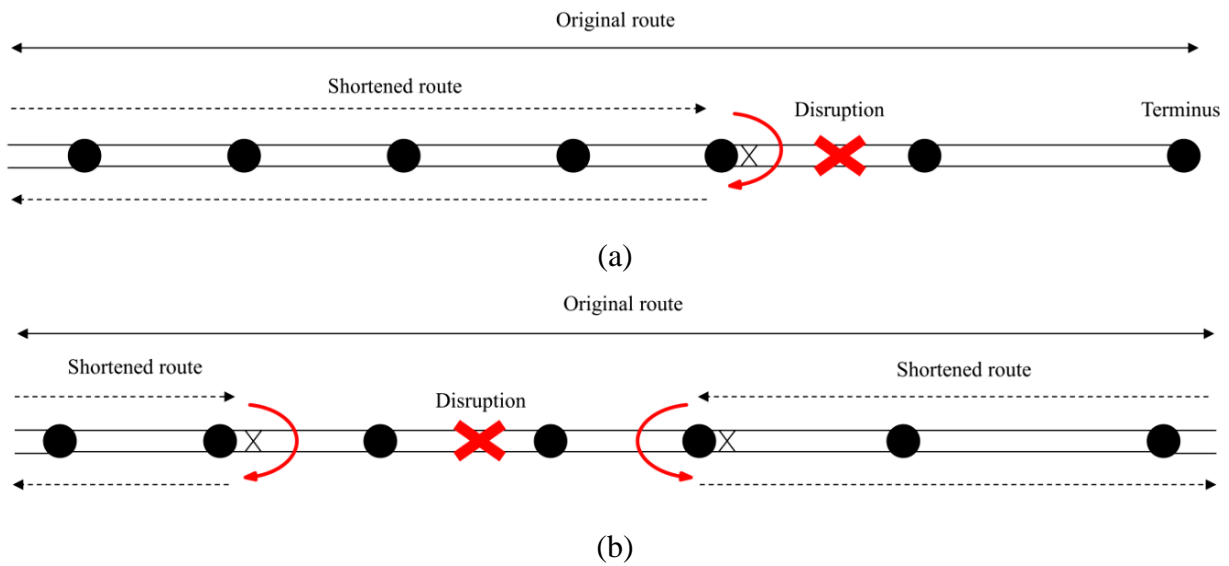 Original route
Shortened route
Disruption
Terminus
(a)
Original route
Shortened route
Shortened route
Disruption
(b)